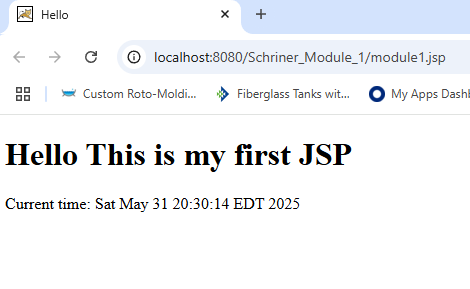 Hello
localhost:8080/Schriner_Module_1/module1.jsp
Custom Roto-Moldi... Fiberglass Tanks wit... My Apps Dash
Hello This is my first JSP
Current time: Sat May 31 20:30:14 EDT 2025